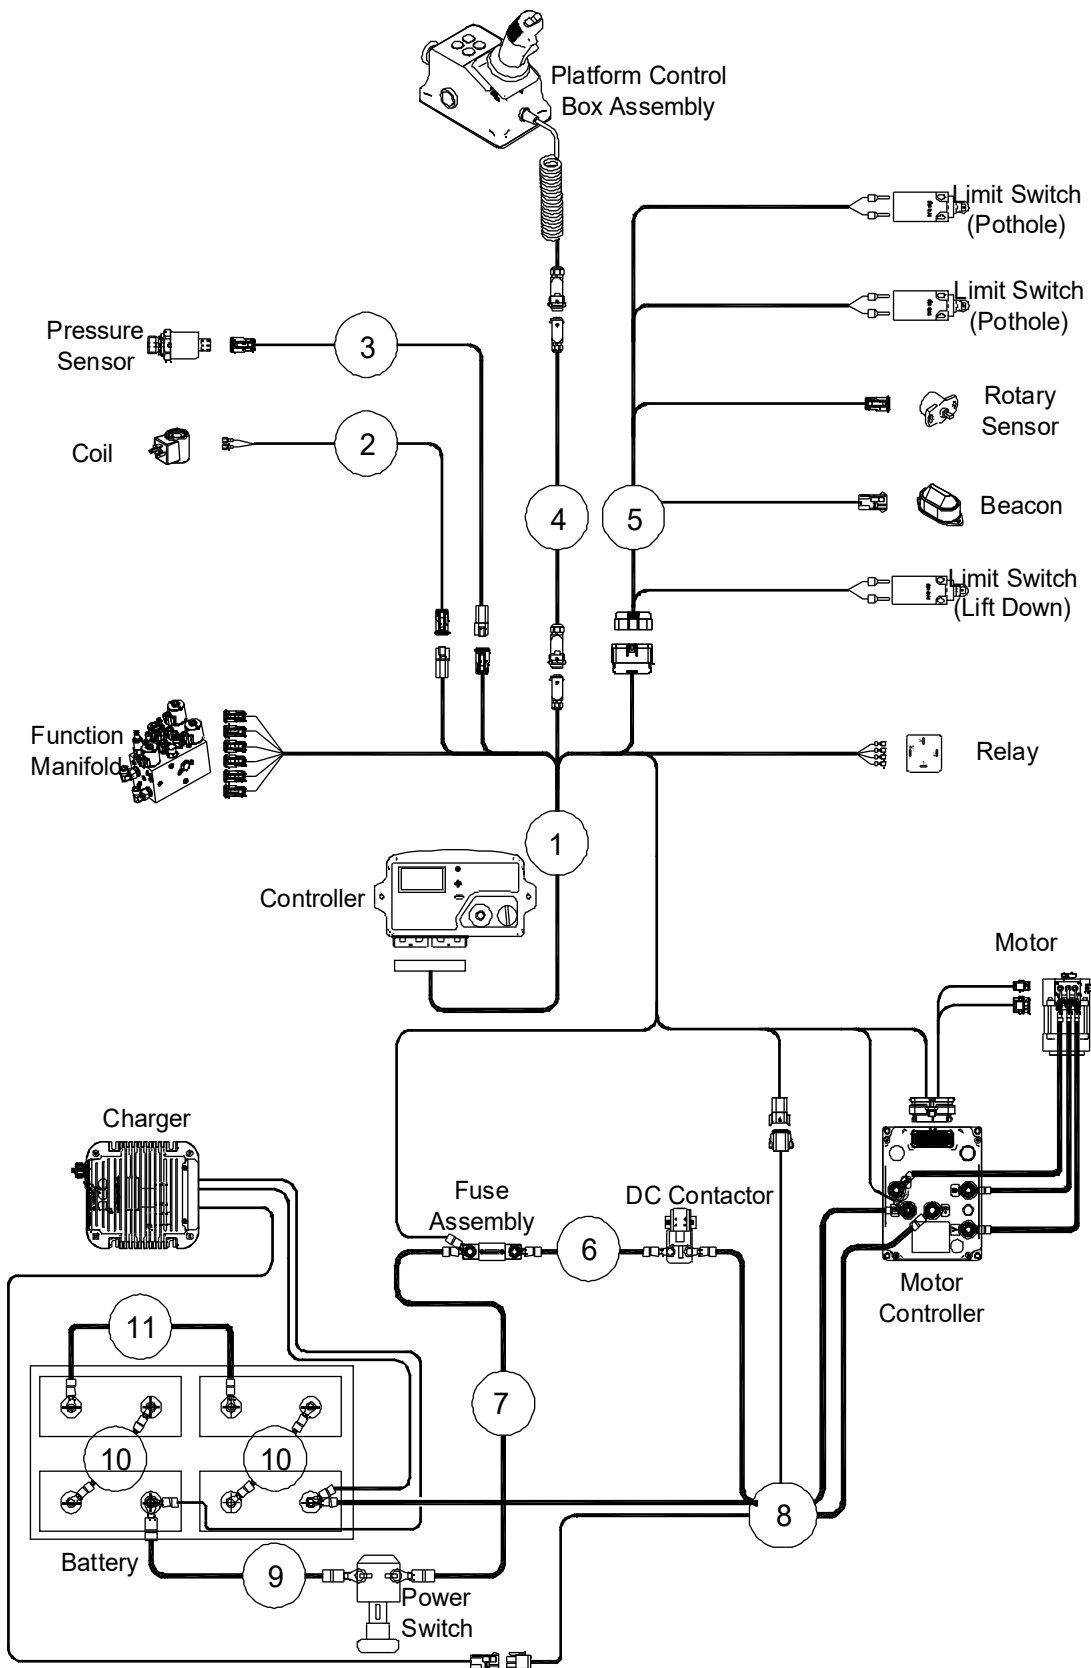 Platform Control
Box Assembly
Limit Switch
(Pothole)
Limit Switch
(Pothole)
Pressure
Sensor
3
Rotary
Sensor
Coil
2
4
5
Beacon
Limit Switch
(Lift Down)
Function
Manifold
Relay
1
Controller
Motor
Charger
Fuse
Assembly
DC Contactor
6
Motor
Controller
11
7
10
10
8
Battery
9
Power
Switch